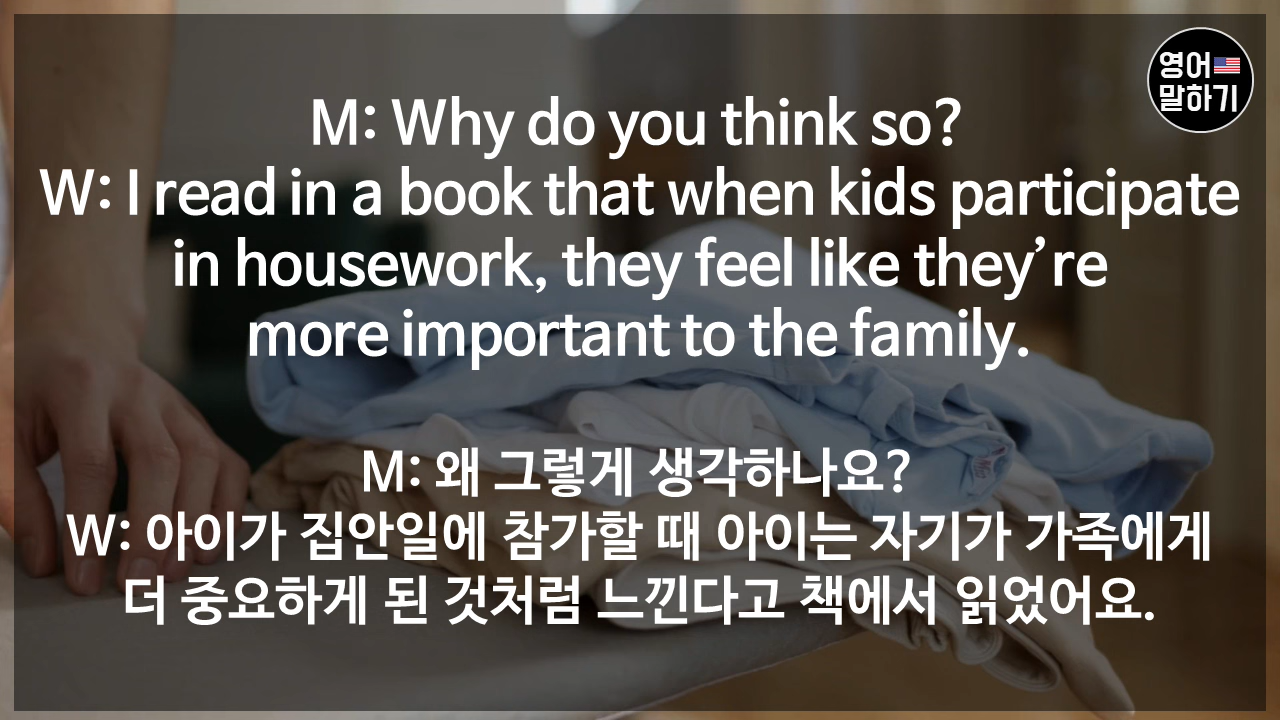 영어
말하기
M: Why do you think so?
W: I read in a book that when kids participate
in housework, they feel like they’re
more important to the family.
M: 왜 그렇게 생각하나요?
W: 아이가 집안일에 참가할 때 아이는 자기가 가족에게
더 중요하게 된 것처럼 느낀다고 책에서 읽었어요.